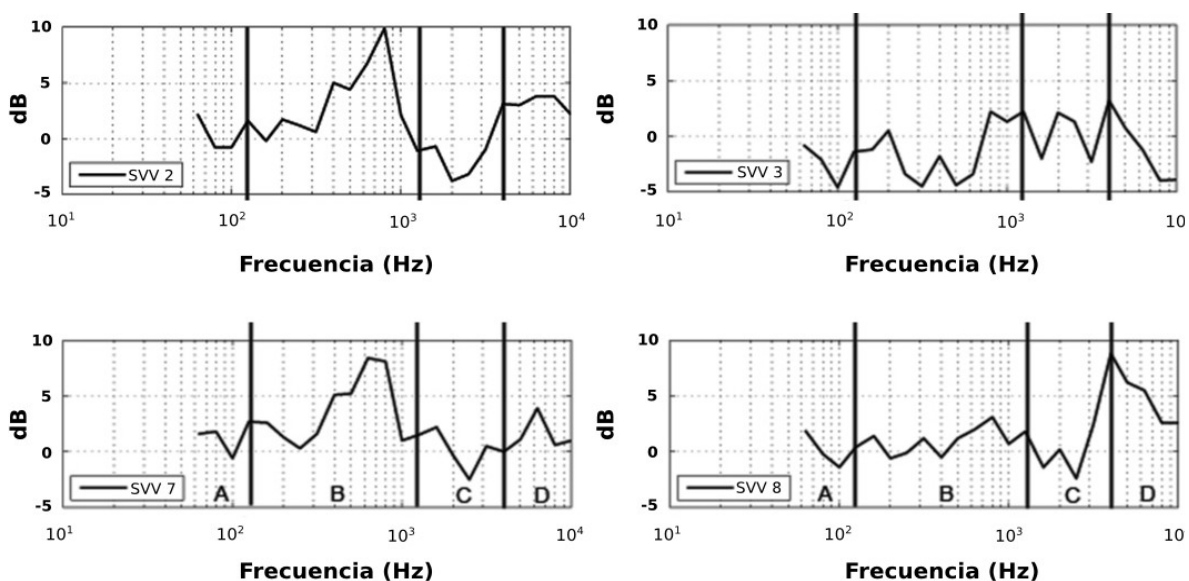 10
5
0
-5
dB
SVV 2
10¹ 10² 10³ 10⁴
Frecuencia (Hz)
10
5
0
-5
dB
SVV 3
10¹ 10² 10³ 10
Frecuencia (Hz)
10
5
0
-5
dB
SVV 7
A B C D
10¹ 10² 10³ 10⁴
Frecuencia (Hz)
10
5
0
-5
dB
SVV 8
A B C D
10¹ 10² 10³ 10
Frecuencia (Hz)